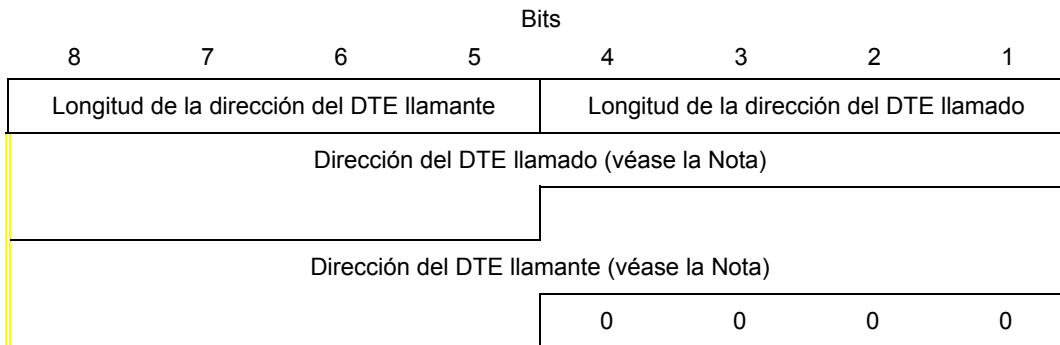 Bits
8 7 6 5 4 3 2 1
Longitud de la dirección del DTE llamante Longitud de la dirección del DTE llamado
Dirección del DTE llamado (véase la Nota)
Dirección del DTE llamante (véase la Nota)
0 0 0 0